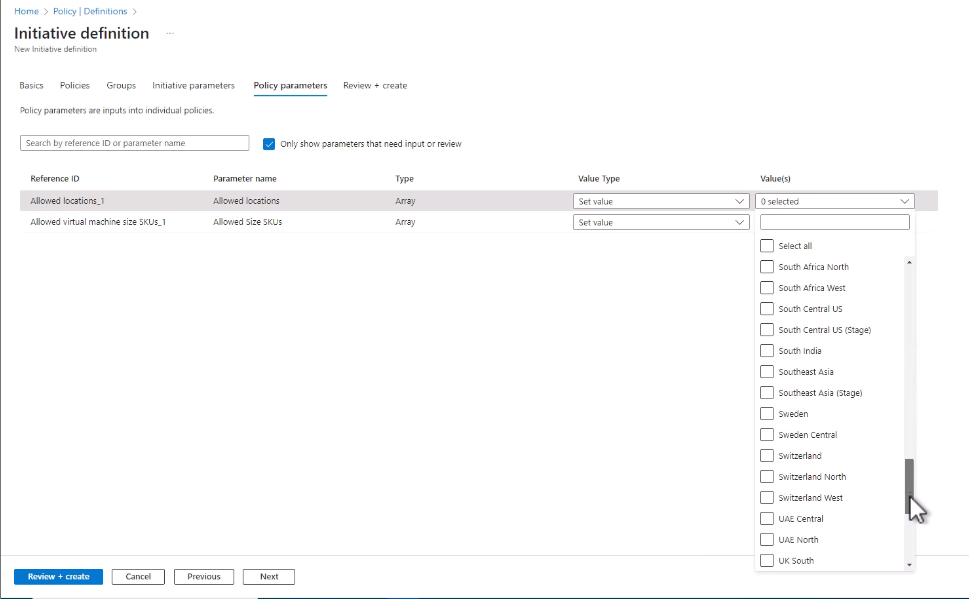 Home > Policy | Definitions >
Initiative definition ...
New Initiative definition
Basics Policies Groups Initiative parameters Policy parameters Review + create
Policy parameters are inputs into individual policies.
Search by reference ID or parameter name Only show parameters that need input or review
Reference ID Parameter name Type Value Type Value(s)
Allowed locations_1 Allowed locations Array Set value 0 selected
Allowed virtual machine size SKUs_1 Allowed Size SKUs Array Set value
Select all
South Africa North
South Africa West
South Central US
South Central US (Stage)
South India
Southeast Asia
Southeast Asia (Stage)
Sweden
Sweden Central
Switzerland
Switzerland North
Switzerland West
UAE Central
UAE North
UK South
Review + create Cancel Previous Next